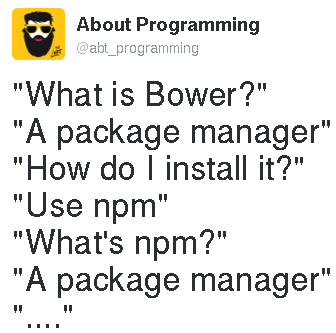 About Programming
@abt_programming
"What is Bower?"
"A package manager"
"How do I install it?"
"Use npm"
"What's npm?"
"A package manager"
"...."